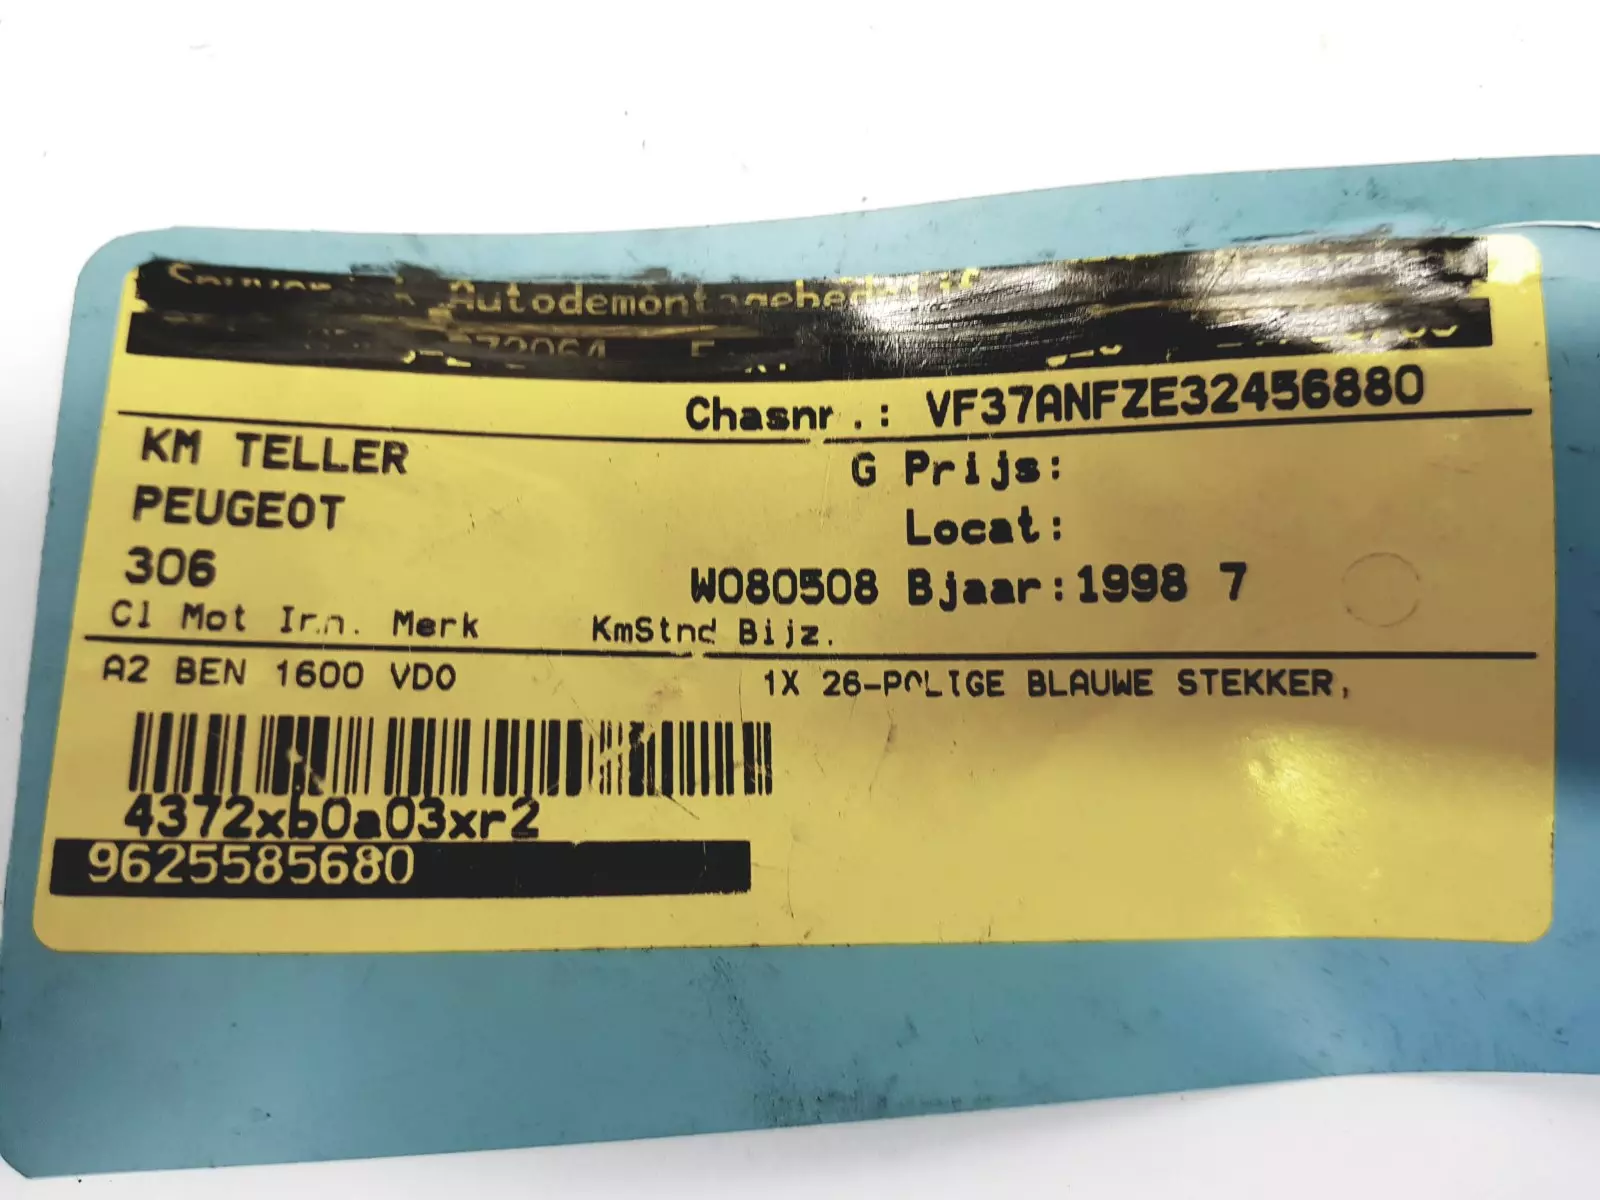 Chasnr.: VF37ANFZE32456880
KM TELLER
G Prijs:
PEUGEOT
Locat:
306 W080508 Bjaar:1998 7
Cl Mot Inh. Merk KmStnd Bijz.
A2 BEN 1600 VDO 1X 26-POLIGE BLAUWE STEKKER,
4372xb0a03xr2
9625585680